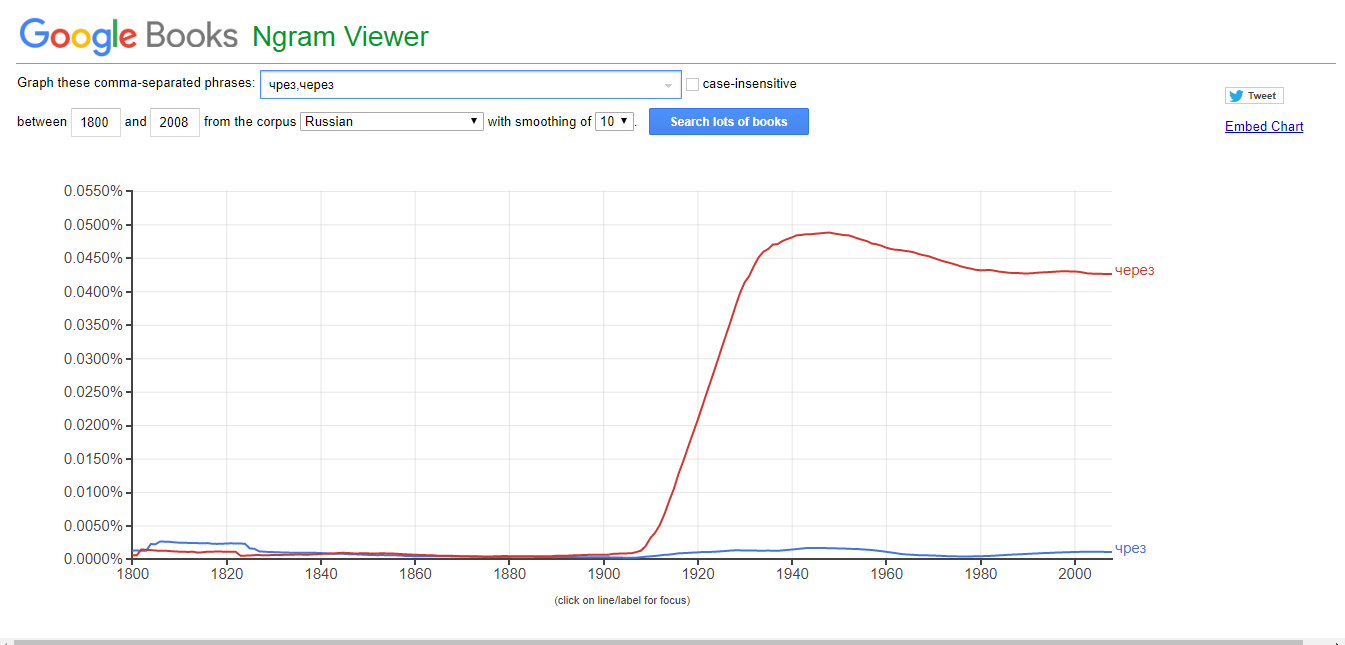 Google Books Ngram Viewer
Graph these comma-separated phrases: чрез,через case-insensitive
Tweet
between 1800 and 2008 from the corpus Russian with smoothing of 10 . Search lots of books
Embed Chart
0.0550%
0.0500%
0.0450%
0.0400%
0.0350%
0.0300%
0.0250%
0.0200%
0.0150%
0.0100%
0.0050%
0.0000%
через
чрез
1800 1820 1840 1860 1880 1900 1920 1940 1960 1980 2000
(click on line/label for focus)